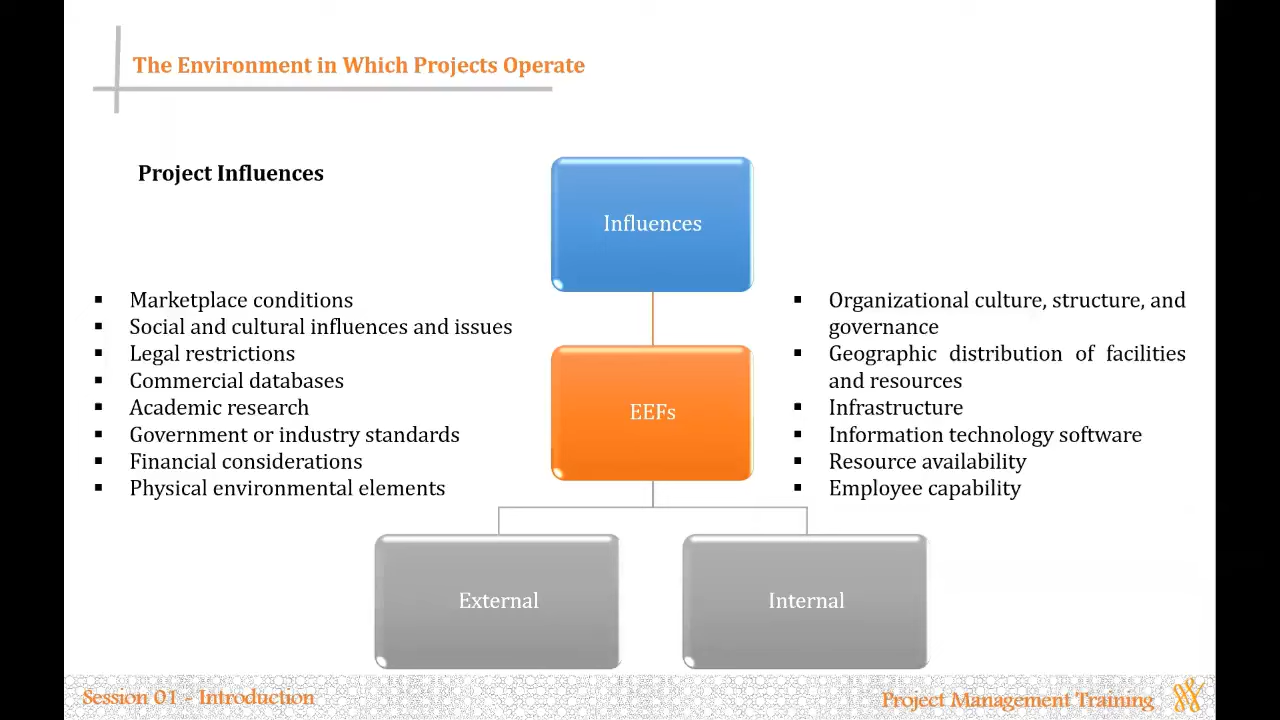 The Environment in Which Projects Operate
Project Influences
Influences
▪ Marketplace conditions
▪ Social and cultural influences and issues
▪ Legal restrictions
▪ Commercial databases
▪ Academic research
▪ Government or industry standards
▪ Financial considerations
▪ Physical environmental elements
EEFs
▪ Organizational culture, structure, and
governance
▪ Geographic distribution of facilities
and resources
▪ Infrastructure
▪ Information technology software
▪ Resource availability
▪ Employee capability
External
Internal
Session 01 - Introduction
Project Management Training